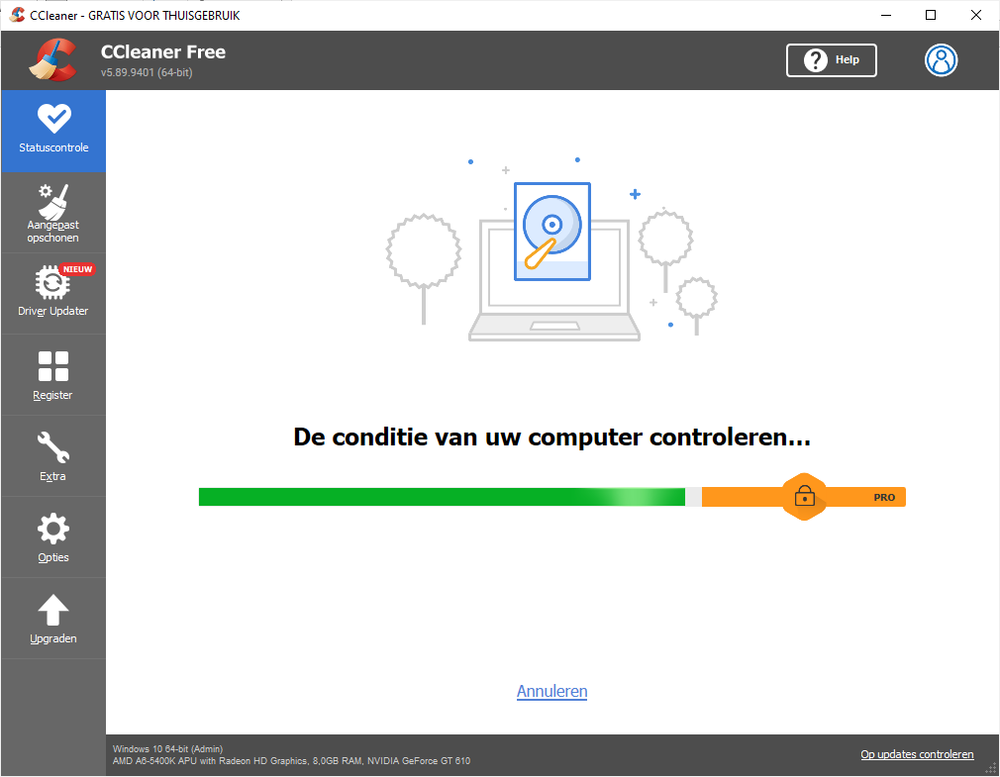 CCleaner - GRATIS VOOR THUISGEBRUIK
CCleaner Free
v5.89.9401 (64-bit)
Help
Statuscontrole
Aangepast
opschonen
NIEUW
Driver Updater
Register
Extra
Opties
Upgraden
De conditie van uw computer controleren...
PRO
Annuleren
Windows 10 64-bit (Admin)
AMD A6-5400K APU with Radeon HD Graphics, 8,0GB RAM, NVIDIA GeForce GT 610
Op updates controleren